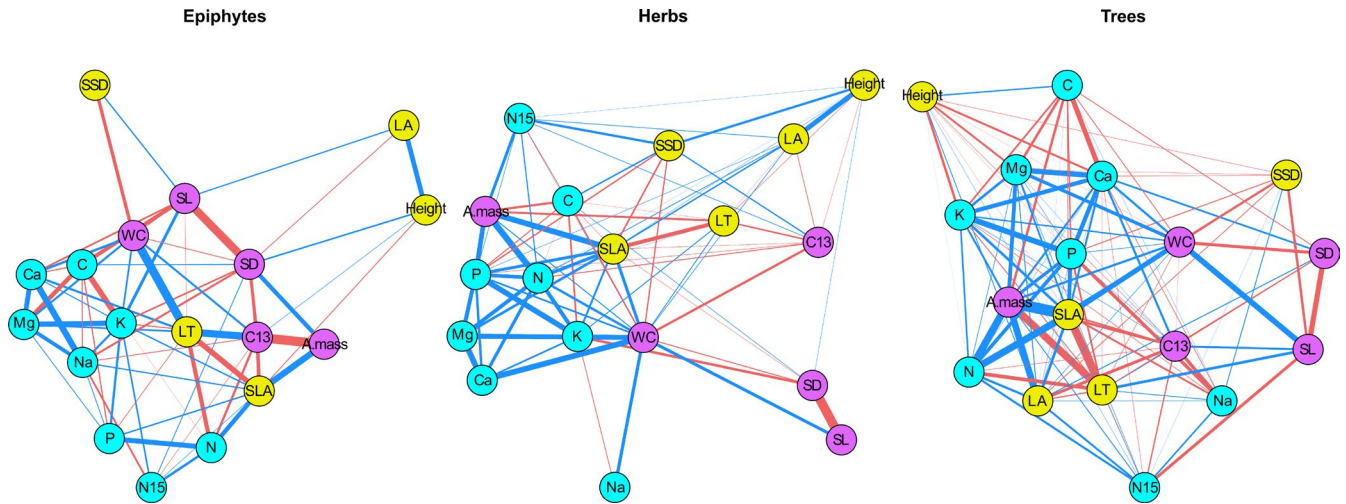 Epiphytes
Herbs
Trees
SSD
LA
SL
Height
WC
C
SD
Ca
Mg
K
LT
C13
A.mass
Na
SLA
P
N
N15
Height
N15
SSD
LA
C
A.mass
LT
SLA
C13
P
N
Mg
K
WC
Ca
SD
SL
Na
Height
C
Mg
Ca
SSD
K
WC
P
SD
A.mass
SLA
C13
SL
N
LT
LA
Na
N15